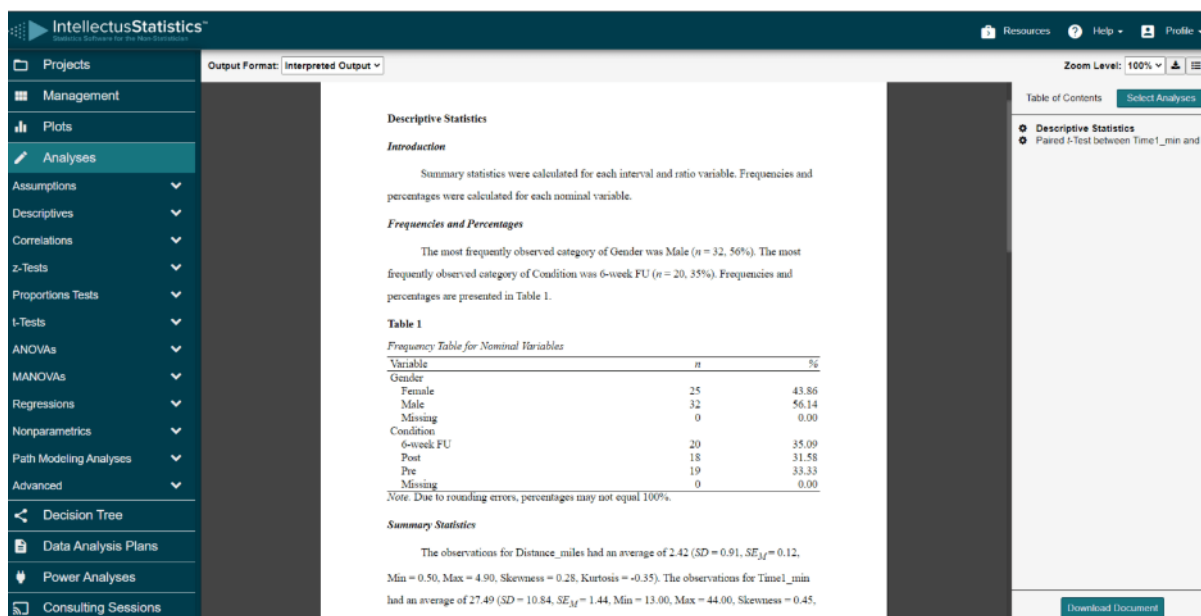 IntellectusStatistics™
Statistics Software for the Non-Statistician
Resources
Help
Profile
Projects
Output Format: Interpreted Output
Zoom Level: 100%
Management
Table of Contents
Select Analyses
Plots
Analyses
Assumptions
Descriptives
Correlations
z-Tests
Proportions Tests
t-Tests
ANOVAs
MANOVAs
Regressions
Nonparametrics
Path Modeling Analyses
Advanced
Decision Tree
Data Analysis Plans
Power Analyses
Consulting Sessions
Descriptive Statistics
Introduction
Summary statistics were calculated for each interval and ratio variable. Frequencies and
percentages were calculated for each nominal variable.
Frequencies and Percentages
The most frequently observed category of Gender was Male (n = 32, 56%). The most
frequently observed category of Condition was 6-week FU (n = 20, 35%). Frequencies and
percentages are presented in Table 1.
Table 1
Frequency Table for Nominal Variables
Variable n %
Gender
Female 25 43.86
Male 32 56.14
Missing 0 0.00
Condition
6-week FU 20 35.09
Post 18 31.58
Pre 19 33.33
Missing 0 0.00
Note. Due to rounding errors, percentages may not equal 100%.
Summary Statistics
The observations for Distance_miles had an average of 2.42 (SD = 0.91, SEM = 0.12,
Min = 0.50, Max = 4.90, Skewness = 0.28, Kurtosis = -0.35). The observations for Time1_min
had an average of 27.49 (SD = 10.84, SEM = 1.44, Min = 13.00, Max = 44.00, Skewness = 0.45,
Descriptive Statistics
Paired t-Test between Time1_min and
Download Document